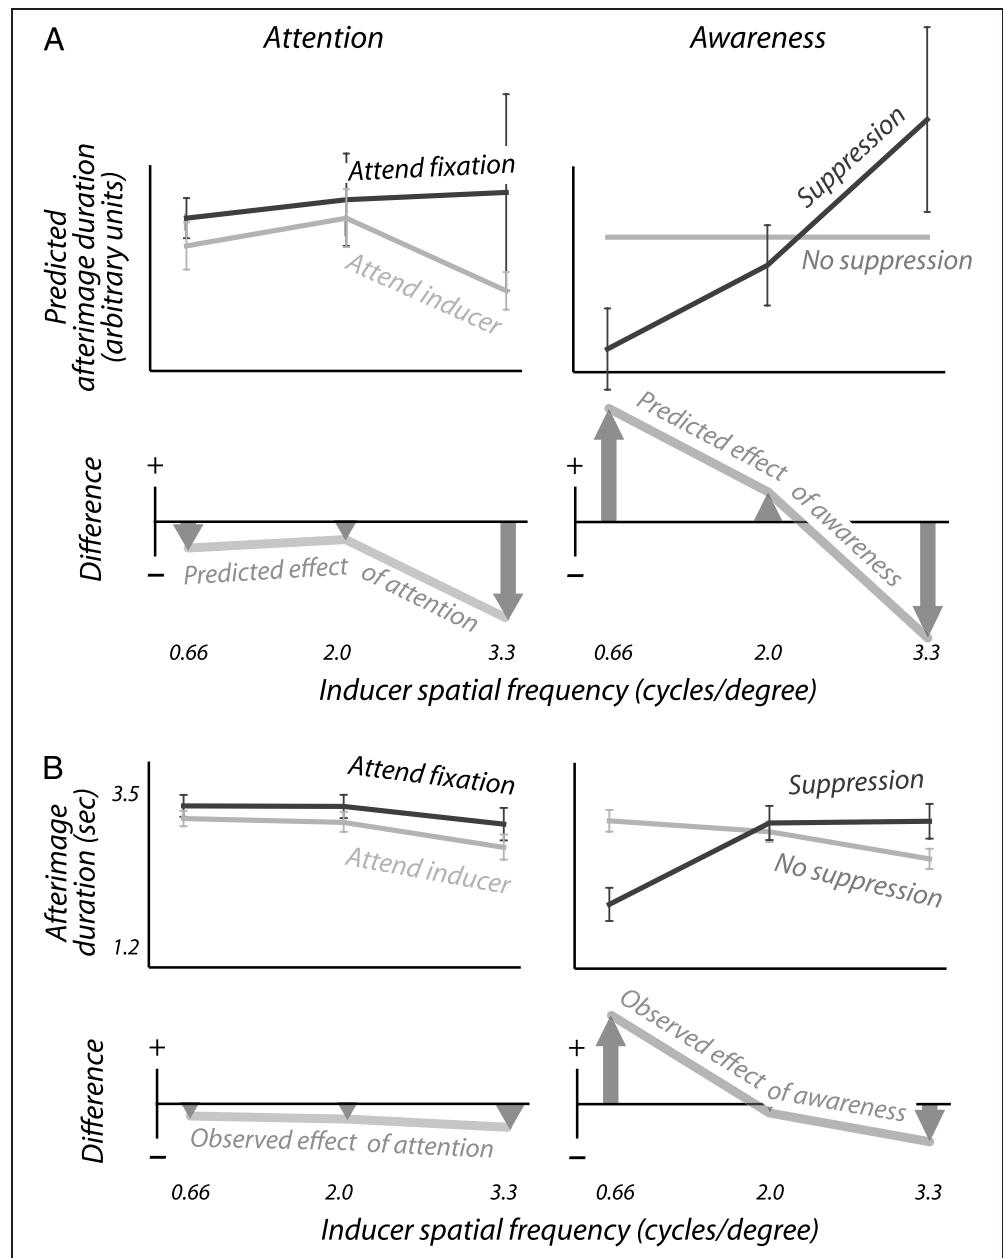 A
Attention
Awareness
Predicted
afterimage duration
(arbitrary units)
Attend fixation
Attend inducer
Suppression
No suppression
Difference
+
−
Predicted effect of attention
+
−
Predicted effect of awareness
0.66 2.0 3.3
0.66 2.0 3.3
Inducer spatial frequency (cycles/degree)
B
Afterimage
duration (sec)
3.5
1.2
Attend fixation
Attend inducer
Suppression
No suppression
Difference
+
−
Observed effect of attention
+
−
Observed effect of awareness
0.66 2.0 3.3
0.66 2.0 3.3
Inducer spatial frequency (cycles/degree)